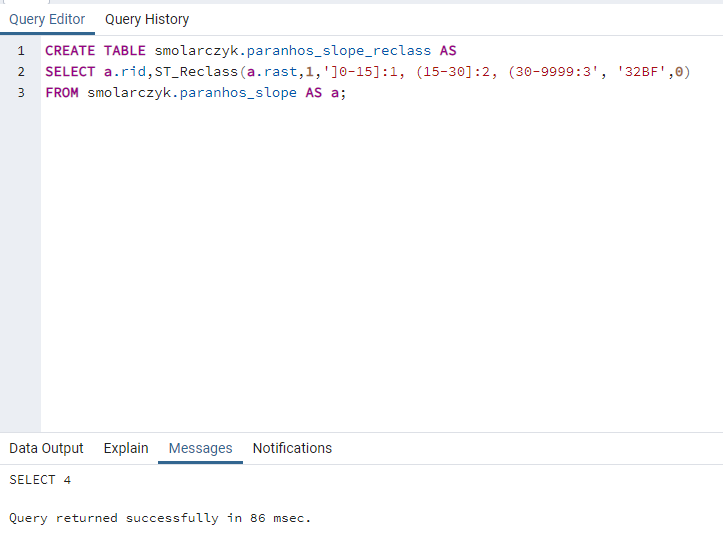 Query Editor Query History
1 CREATE TABLE smolarczyk.paranhos_slope_reclass AS
2 SELECT a.rid,ST_Reclass(a.rast,1,']0-15]:1, (15-30]:2, (30-9999:3', '32BF',0)
3 FROM smolarczyk.paranhos_slope AS a;
Data Output Explain Messages Notifications
SELECT 4
Query returned successfully in 86 msec.